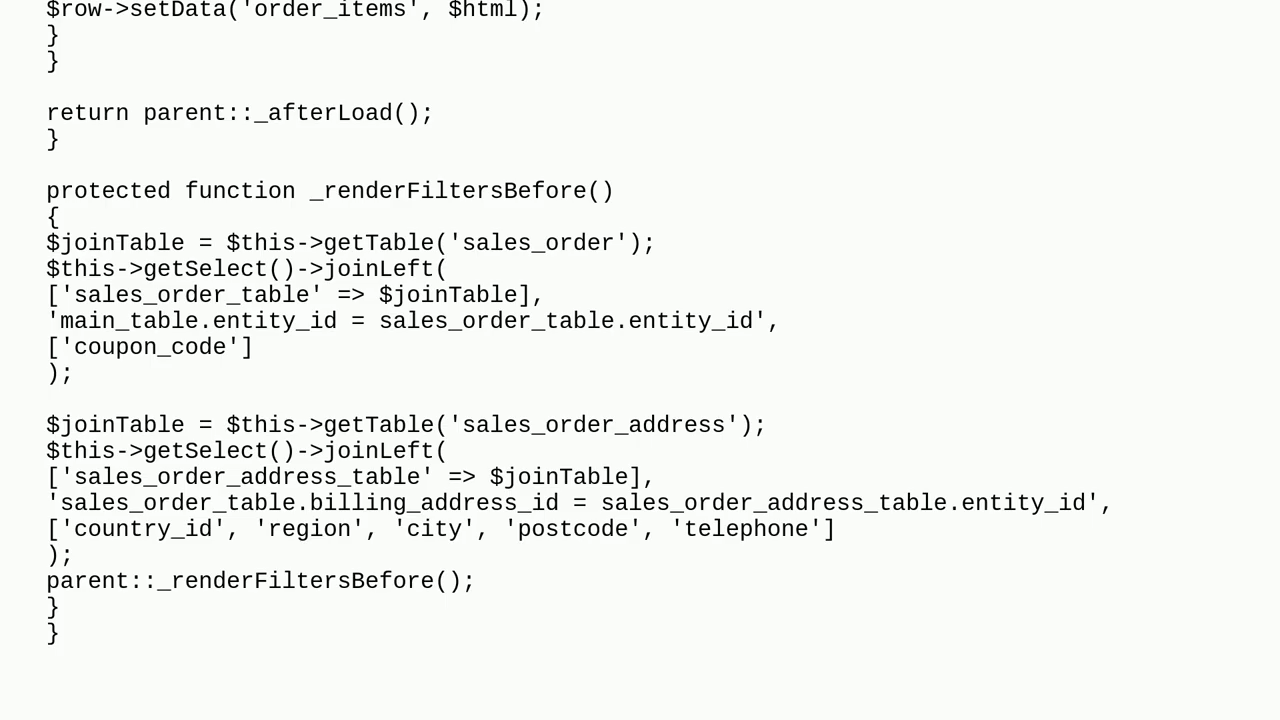 $row->setData('order_items', $html);
}
}
return parent::_afterLoad();
}
protected function _renderFiltersBefore()
{
$joinTable = $this->getTable('sales_order');
$this->getSelect()->joinLeft(
['sales_order_table' => $joinTable],
'main_table.entity_id = sales_order_table.entity_id',
['coupon_code']
);
$joinTable = $this->getTable('sales_order_address');
$this->getSelect()->joinLeft(
['sales_order_address_table' => $joinTable],
'sales_order_table.billing_address_id = sales_order_address_table.entity_id',
['country_id', 'region', 'city', 'postcode', 'telephone']
);
parent::_renderFiltersBefore();
}
}